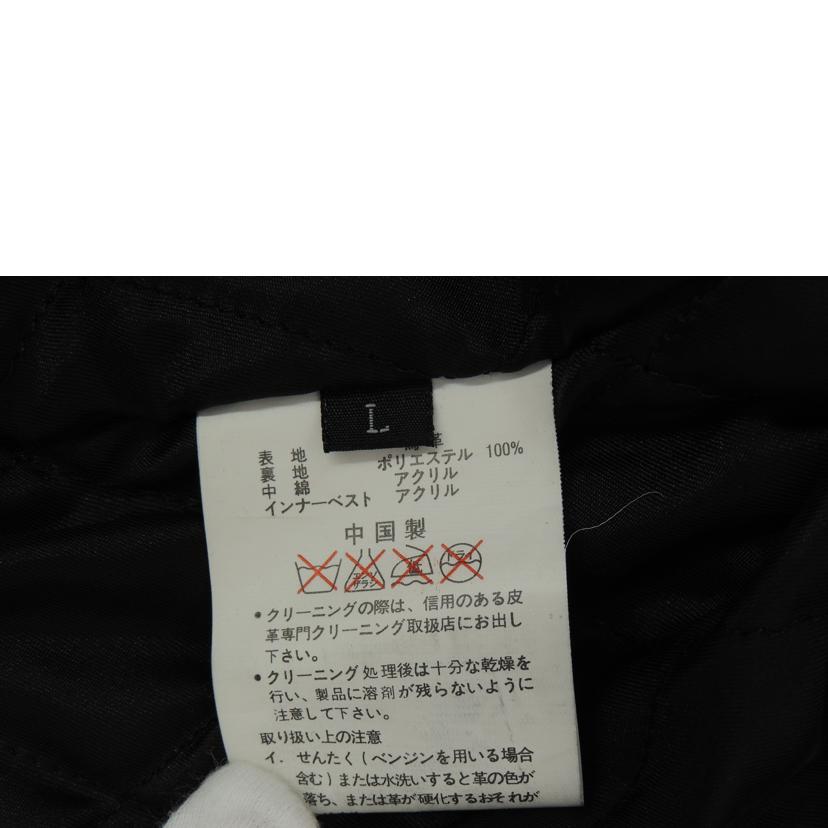 L
表 地 革
裏 地 ポリエステル 100%
中 綿 アクリル
インナーベスト アクリル
中国製
エンソ
サラシ
低
ドライ
• クリーニングの際は、信用のある皮
革専門クリーニング取扱店にお出し
下さい。
• クリーニング処理後は十分な乾燥を
行い、製品に溶剤が残らないように
注意して下さい。
取り扱い上の注意
イ. せんたく(ベンジンを用いる場合
含む)または水洗いすると革の色が
落ち、または革が硬化するおそれが